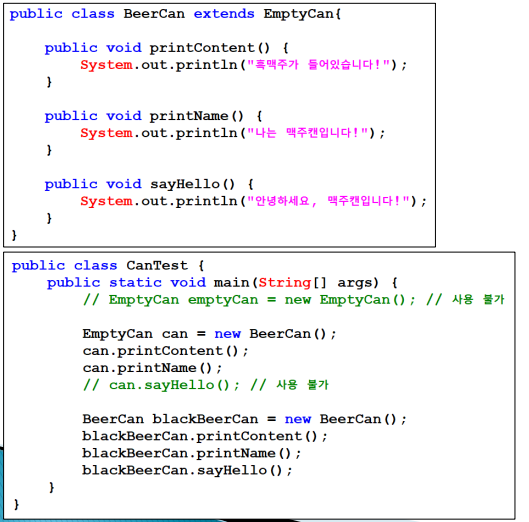 public class BeerCan extends EmptyCan{
public void printContent() {
System.out.println("흑맥주가 들어있습니다!");
}
public void printName() {
System.out.println("나는 맥주캔입니다!");
}
public void sayHello() {
System.out.println("안녕하세요, 맥주캔입니다!");
}
}
public class CanTest {
public static void main(String[] args) {
// EmptyCan emptyCan = new EmptyCan(); // 사용 불가
EmptyCan can = new BeerCan();
can.printContent();
can.printName();
// can.sayHello(); // 사용 불가
BeerCan blackBeerCan = new BeerCan();
blackBeerCan.printContent();
blackBeerCan.printName();
blackBeerCan.sayHello();
}
}